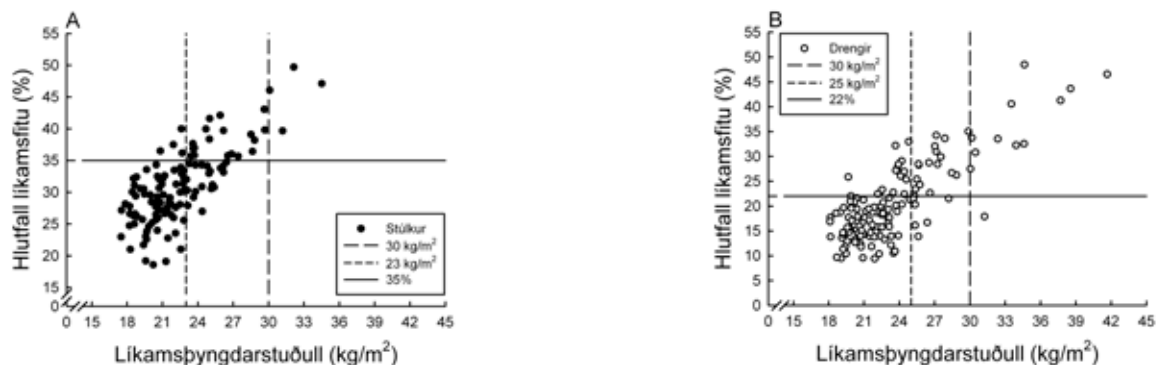 A
Hlutfall líkamsfitu (%)
55
50
45
40
35
30
25
20
15
0
Stúlkur
30 kg/m²
23 kg/m²
35%
0 15 18 21 24 27 30 33 36 39 42 45
Líkamsþyngdarstuðull (kg/m²)
B
Hlutfall líkamsfitu (%)
55
50
45
40
35
30
25
20
15
10
5
0
Drengir
30 kg/m²
25 kg/m²
22%
0 15 18 21 24 27 30 33 36 39 42 45
Líkamsþyngdarstuðull (kg/m²)